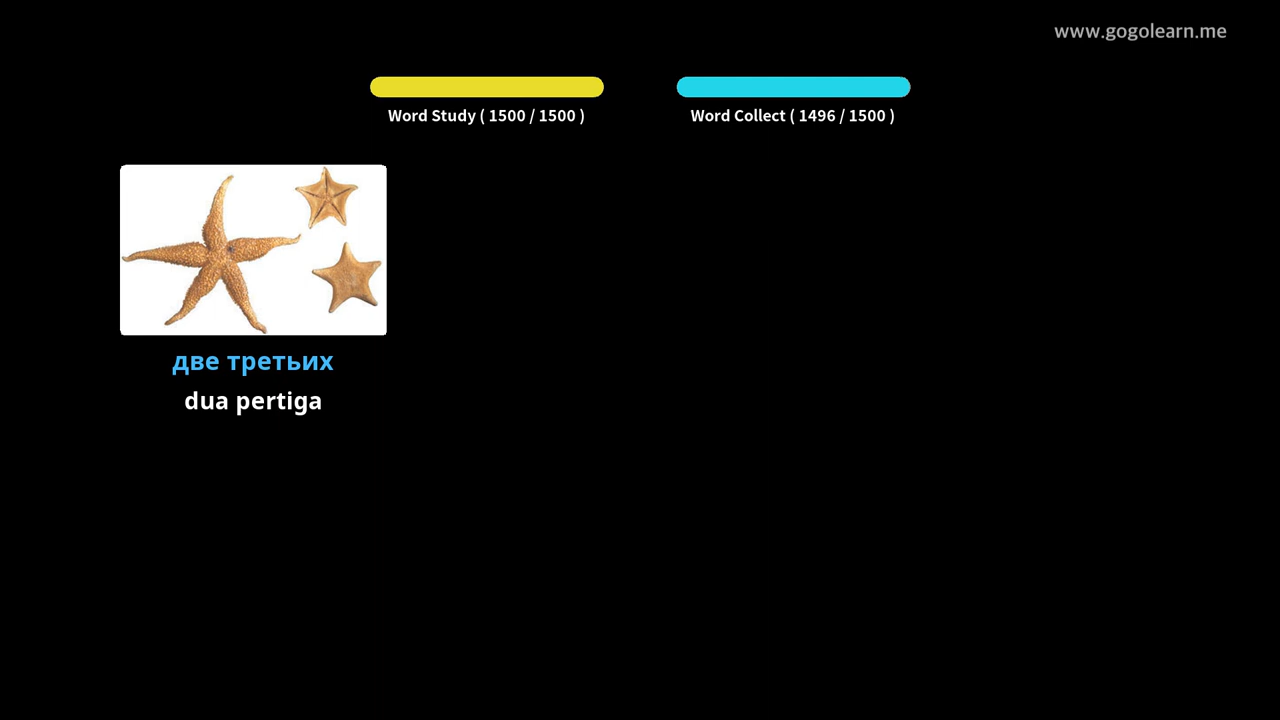 www.gogolearn.me
Word Study ( 1500 / 1500 )
Word Collect ( 1496 / 1500 )
две третьих
dua pertiga